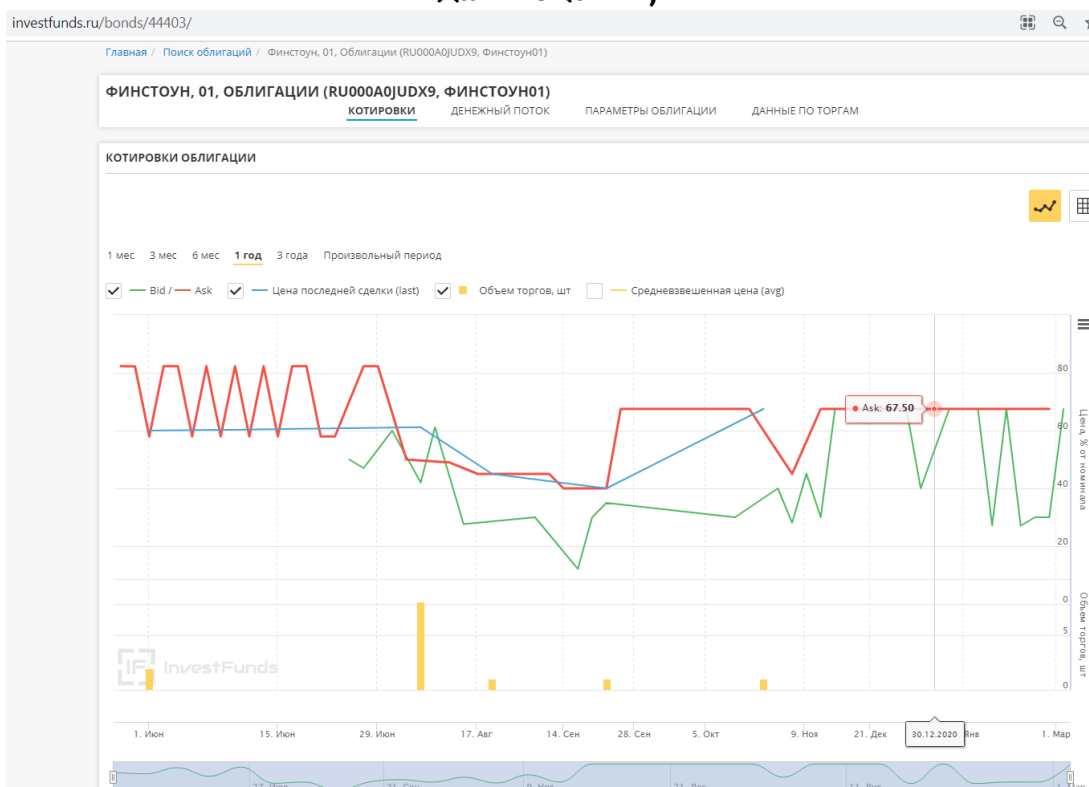 investfunds.ru/bonds/44403/
Главная / Поиск облигаций / Финстоун, 01, Облигации (RU000A0JUDX9, Финстоун01)
ФИНСТОУН, 01, ОБЛИГАЦИИ (RU000A0JUDX9, ФИНСТОУН01)
КОТИРОВКИ ДЕНЕЖНЫЙ ПОТОК ПАРАМЕТРЫ ОБЛИГАЦИИ ДАННЫЕ ПО ТОРГАМ
КОТИРОВКИ ОБЛИГАЦИИ
1 мес 3 мес 6 мес 1 год 3 года Произвольный период
Bid / Ask Цена последней сделки (last) Объем торгов, шт Средневзвешенная цена (avg)
80
Ask: 67.50
60
40
20
Цена, % от номинала
0
5
0
Объем торгов, шт
IF InvestFunds
1. Июн 15. Июн 29. Июн 17. Авг 14. Сен 28. Сен 5. Окт 9. Ноя 21. Дек 30.12.2020 Янв 1. Мар